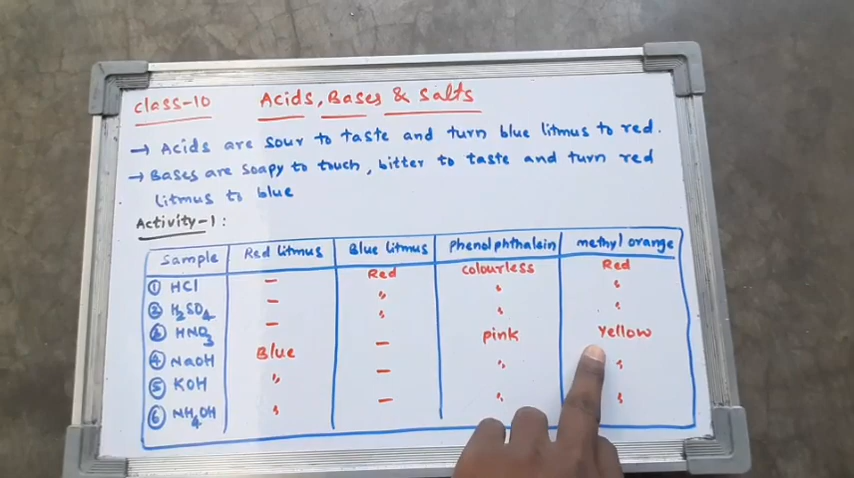 Class-10 Acids, Bases & Salts
→ Acids are sour to taste and turn blue litmus to red.
→ Bases are soapy to touch, bitter to taste and turn red
litmus to blue
Activity-1:
Sample Red litmus Blue litmus Phenolphthalein methyl orange
① HCl - Red colourless Red
② H₂SO₄ - " " "
③ HNO₃ - " " "
④ NaOH Blue - pink Yellow
⑤ KOH " - " "
⑥ NH₄OH " - " "